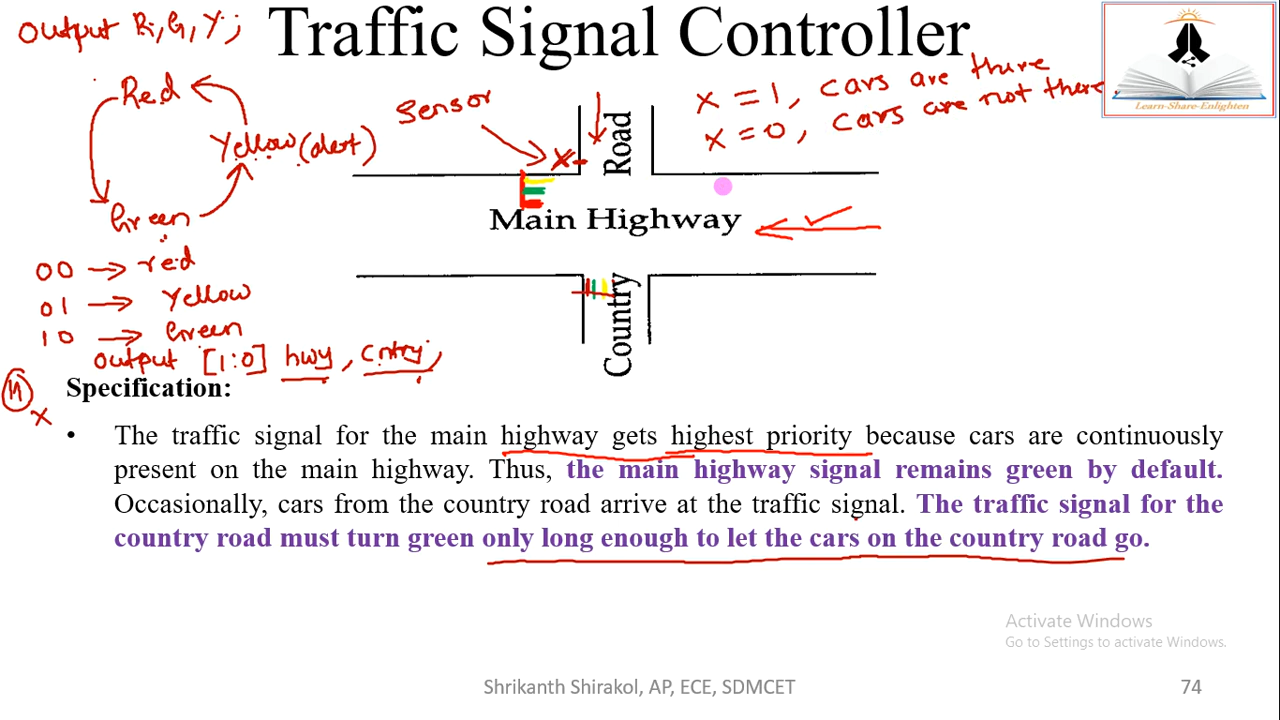 Output R, G, Y;
Traffic Signal Controller
Learn-Share-Enlighten
Red
Yellow (alert)
Green
Sensor
X
X = 1, cars are there
X = 0, cars are not there
Road
Main Highway
Country
00 → red
01 → Yellow
10 → Green
output [1:0] hwy, cntry;
X
Specification:
• The traffic signal for the main highway gets highest priority because cars are continuously
present on the main highway. Thus, the main highway signal remains green by default.
Occasionally, cars from the country road arrive at the traffic signal. The traffic signal for the
country road must turn green only long enough to let the cars on the country road go.
Activate Windows
Go to Settings to activate Windows.
Shrikanth Shirakol, AP, ECE, SDMCET
74